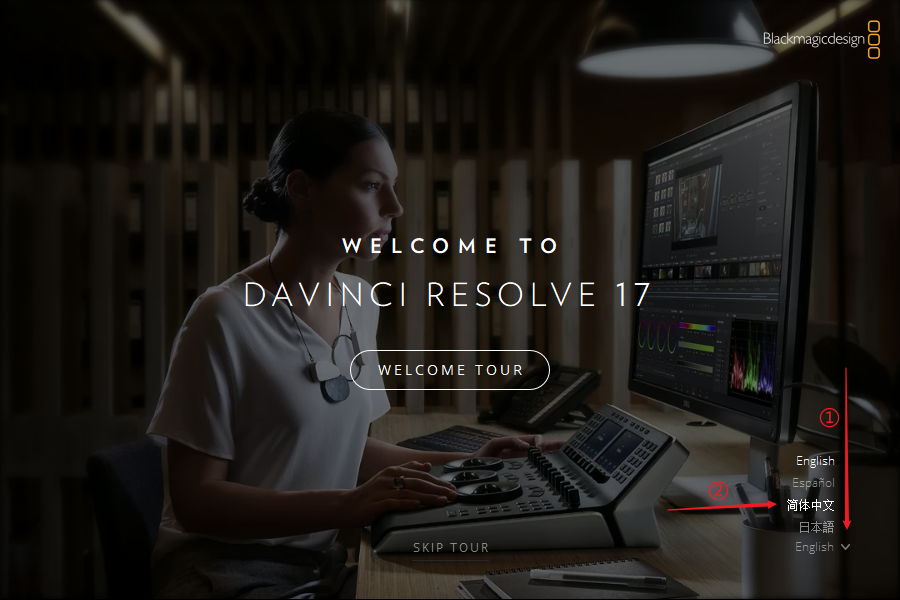 Blackmagicdesign
WELCOME TO
DAVINCI RESOLVE 17
WELCOME TOUR
①
English
Español
②
简体中文
日本語
SKIP TOUR
English